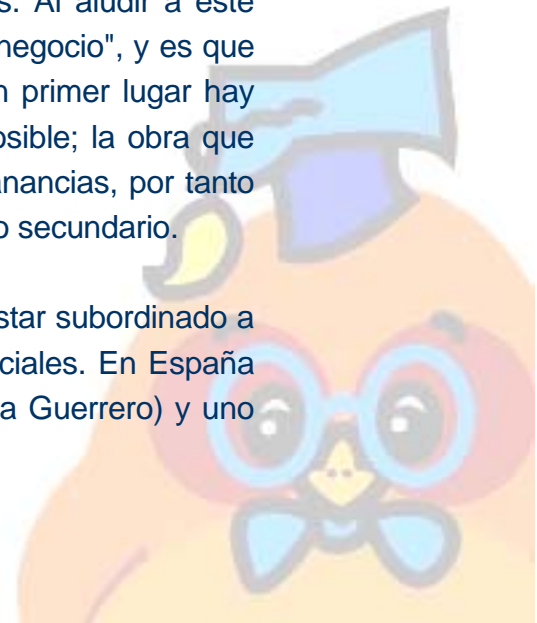 s. Al aludir a este
negocio", y es que
n primer lugar hay
osible; la obra que
anancias, por tanto
o secundario.
star subordinado a
ciales. En España
a Guerrero) y uno